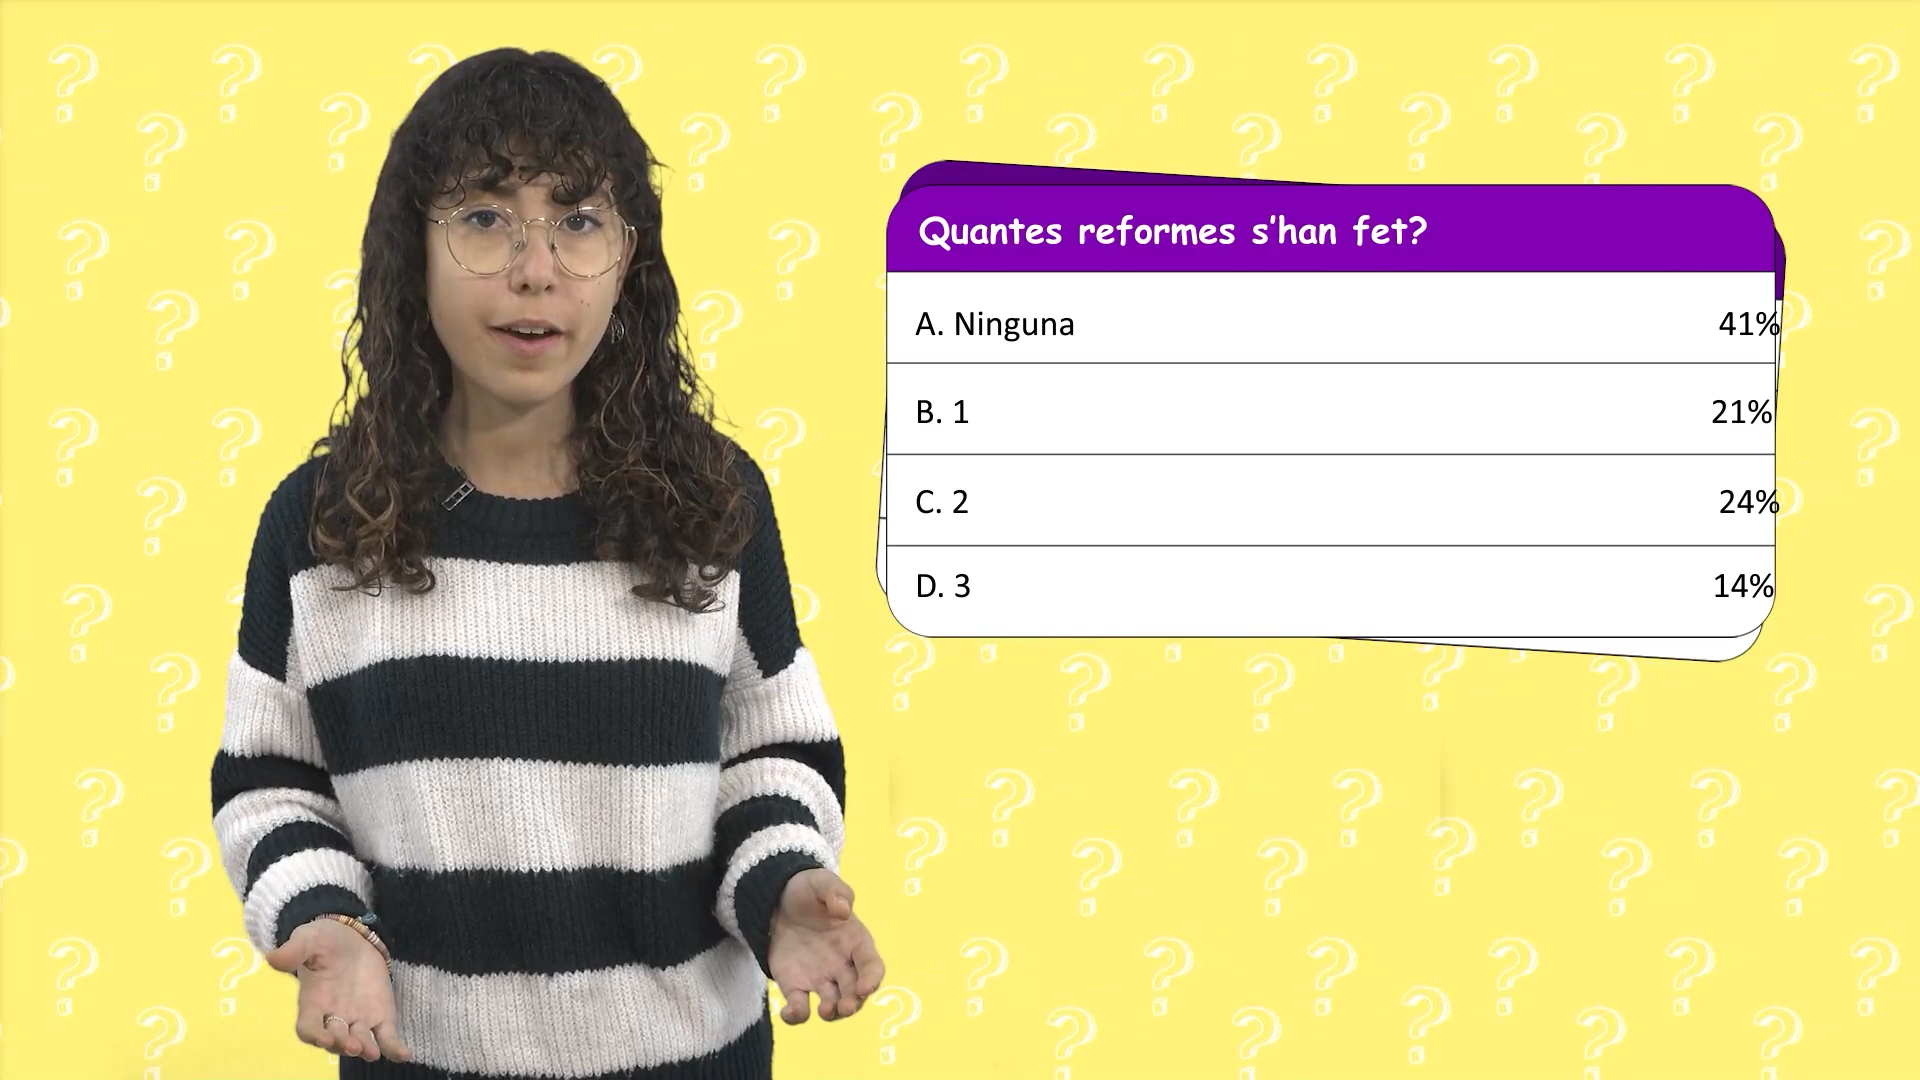 Quantes reformes s'han fet?
A. Ninguna 41%
B. 1 21%
C. 2 24%
D. 3 14%